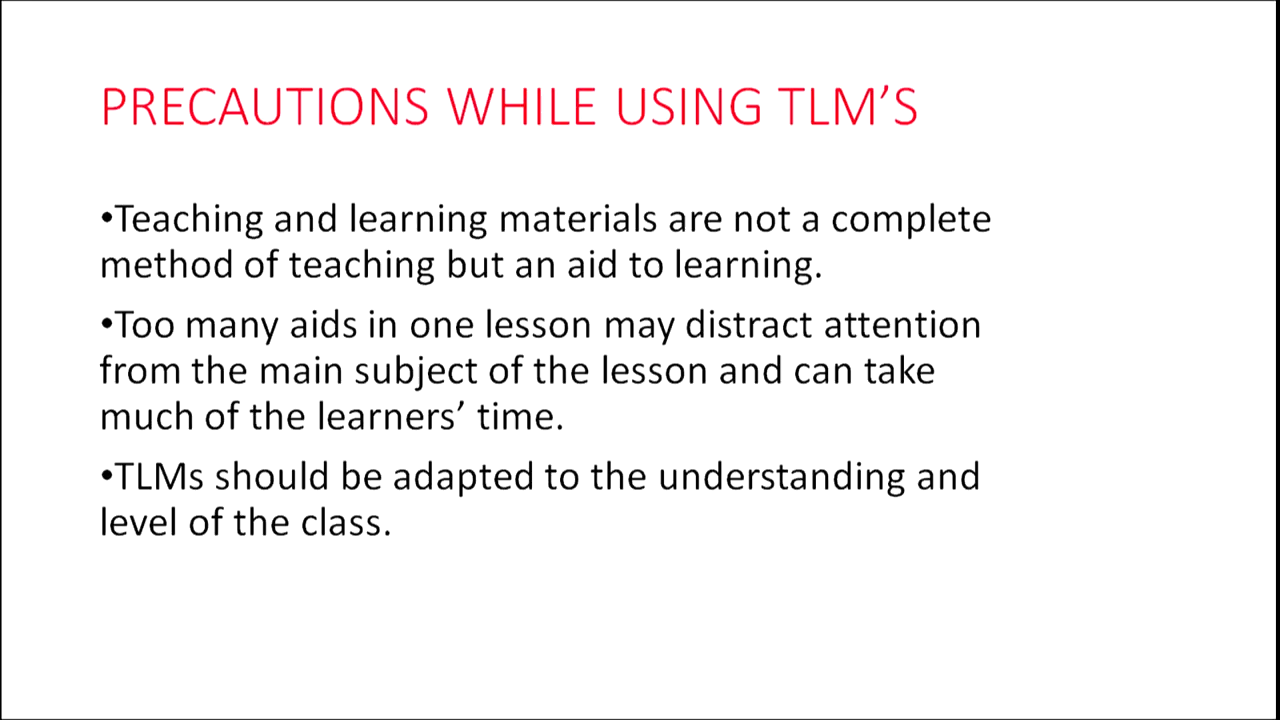 PRECAUTIONS WHILE USING TLM’S
•Teaching and learning materials are not a complete
method of teaching but an aid to learning.
•Too many aids in one lesson may distract attention
from the main subject of the lesson and can take
much of the learners’ time.
•TLMs should be adapted to the understanding and
level of the class.